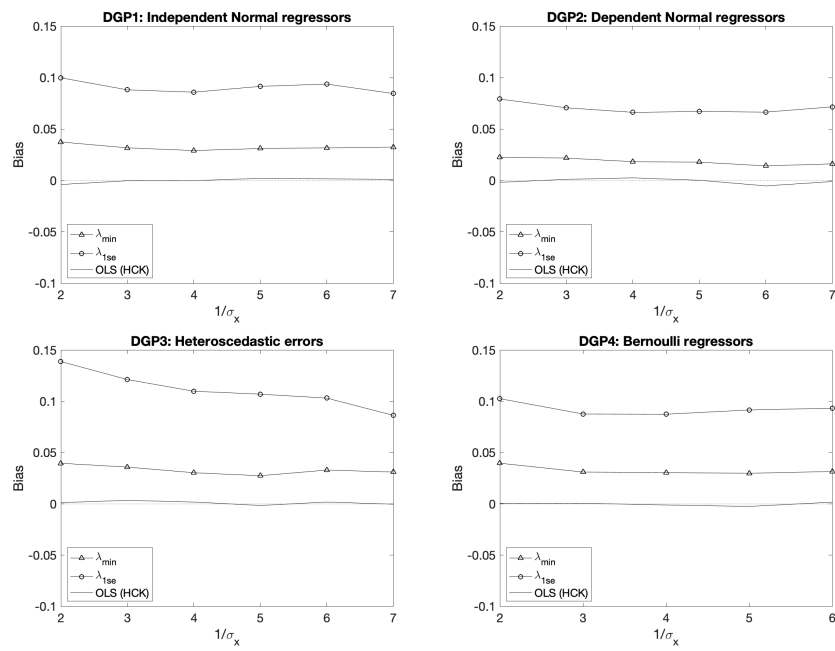 DGP1: Independent Normal regressors
0.15
0.1
0.05
0
-0.05
-0.1
Bias
λmin
λ1se
OLS (HCK)
2 3 4 5 6 7
1/σx
DGP2: Dependent Normal regressors
0.15
0.1
0.05
0
-0.05
-0.1
Bias
λmin
λ1se
OLS (HCK)
2 3 4 5 6 7
1/σx
DGP3: Heteroscedastic errors
0.15
0.1
0.05
0
-0.05
-0.1
Bias
λmin
λ1se
OLS (HCK)
2 3 4 5 6 7
1/σx
DGP4: Bernoulli regressors
0.15
0.1
0.05
0
-0.05
-0.1
Bias
λmin
λ1se
OLS (HCK)
2 3 4 5 6
1/σx